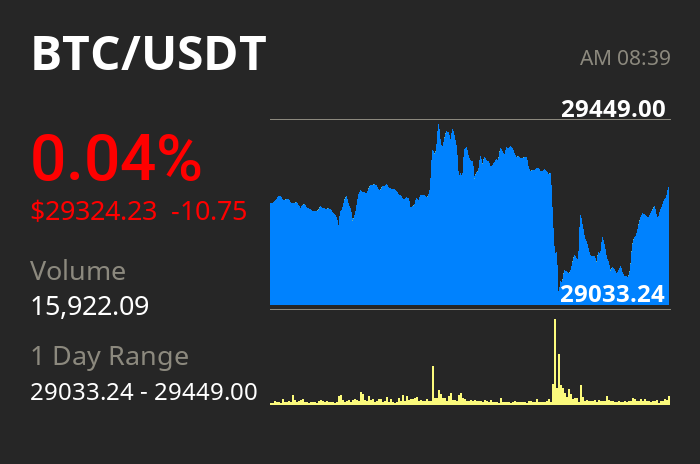 BTC/USDT
AM 08:39
0.04%
$29324.23 -10.75
Volume
15,922.09
1 Day Range
29033.24 - 29449.00
29449.00
29033.24